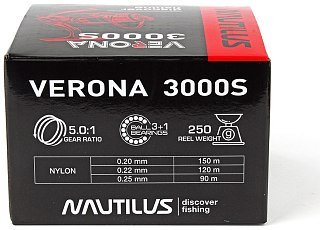 NAUTILUS
VERONA
3000S
VERONA 3000S
5.0:1
GEAR RATIO
BALL 3+1
BEARINGS
250
REEL WEIGHT
g
NYLON
0.20 mm 150 m
0.22 mm 120 m
0.25 mm 90 m
NAUTILUS discover
fishing